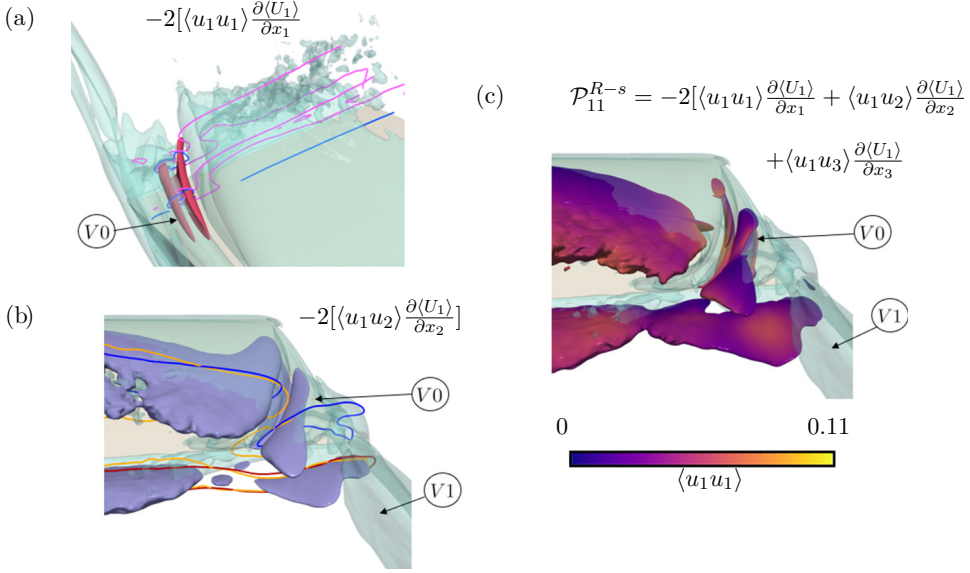 (a)
−2[⟨u₁u₁⟩ ∂⟨U₁⟩/∂x₁
V0
(b)
−2[⟨u₁u₂⟩ ∂⟨U₁⟩/∂x₂]
V0
V1
(c)
𝒫₁₁ᴿ⁻ˢ = −2[⟨u₁u₁⟩ ∂⟨U₁⟩/∂x₁ + ⟨u₁u₂⟩ ∂⟨U₁⟩/∂x₂
+⟨u₁u₃⟩ ∂⟨U₁⟩/∂x₃
V0
V1
0 0.11
⟨u₁u₁⟩